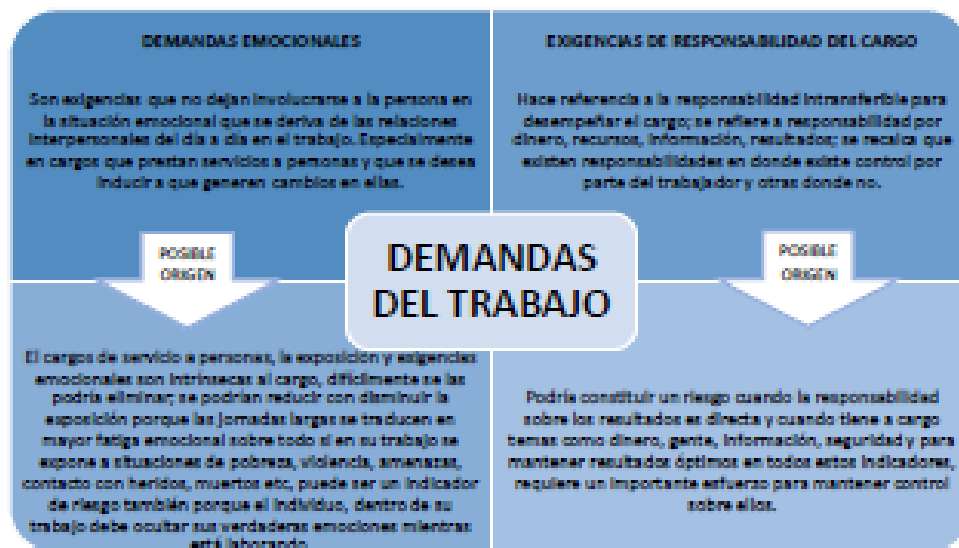 DEMANDAS EMOCIONALES
Son exigencias que no dejan involucrarse a la persona en
la situación emocional que se deriva de las relaciones
interpersonales del día a día en el trabajo. Especialmente
en cargos que prestan servicios a personas y que se desea
inducir a que generen cambios en ellas.
POSIBLE
ORIGEN
El cargos de servicio a personas, la exposición y exigencias
emocionales son intrínsecas al cargo, difícilmente se las
podría eliminar; se podrían reducir con disminuir la
exposición porque las jornadas largas se traducen en
mayor fatiga emocional sobre todo si en su trabajo se
expone a situaciones de pobreza, violencia, amenazas,
contacto con heridos, muertos etc, puede ser un indicador
de riesgo también porque el individuo, dentro de su
trabajo debe ocultar sus verdaderas emociones mientras
está laborando.
DEMANDAS
DEL TRABAJO
EXIGENCIAS DE RESPONSABILIDAD DEL CARGO
Hace referencia a la responsabilidad intransferible para
desempeñar el cargo; se refiere a responsabilidad por
dinero, recursos, información, resultados; se recalca que
existen responsabilidades en donde existe control por
parte del trabajador y otras donde no.
POSIBLE
ORIGEN
Podría constituir un riesgo cuando la responsabilidad
sobre los resultados es directa y cuando tiene a cargo
temas como dinero, gente, información, seguridad y para
mantener resultados óptimos en todos estos indicadores,
requiere un importante esfuerzo para mantener control
sobre ellos.